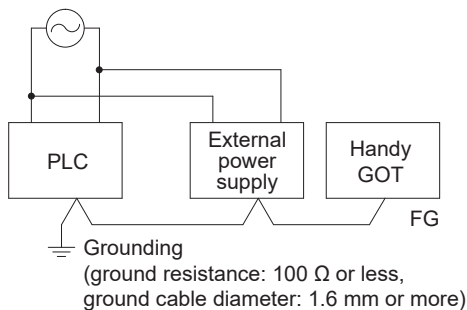 PLC
External
power
supply
Handy
GOT
FG
Grounding
(ground resistance: 100 Ω or less,
ground cable diameter: 1.6 mm or more)